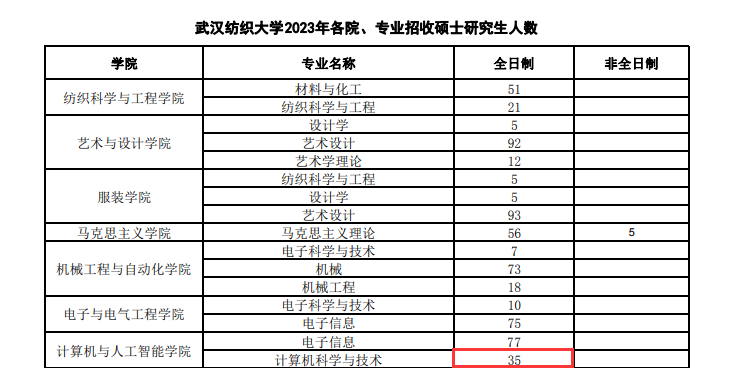 武汉纺织大学2023年各院、专业招收硕士研究生人数
学院 专业名称 全日制 非全日制
纺织科学与工程学院 材料与化工 51
纺织科学与工程 21
艺术与设计学院 设计学 5
艺术设计 92
艺术学理论 12
服装学院 纺织科学与工程 5
设计学 5
艺术设计 93
马克思主义学院 马克思主义理论 56 5
机械工程与自动化学院 电子科学与技术 7
机械 73
机械工程 18
电子与电气工程学院 电子科学与技术 10
电子信息 75
计算机与人工智能学院 电子信息 77
计算机科学与技术 35